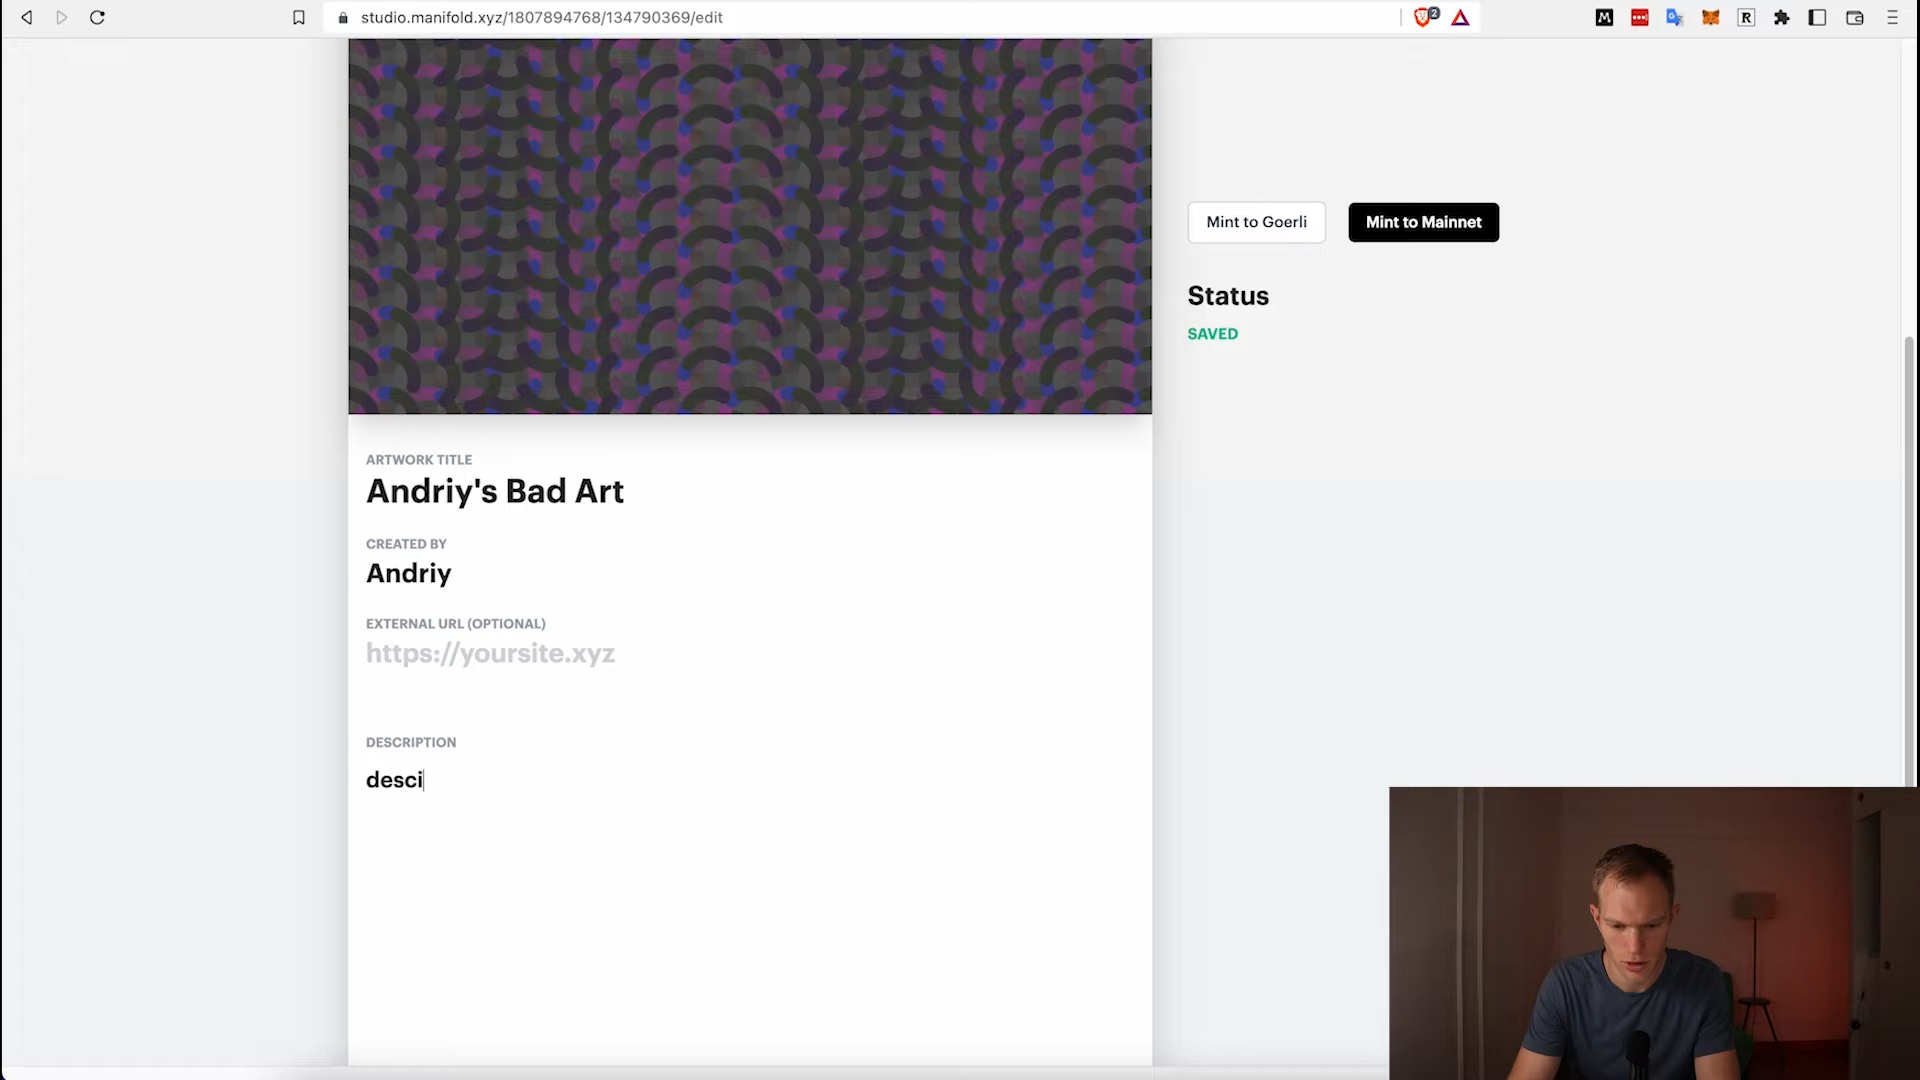 studio.manifold.xyz/1807894768/134790369/edit
2
M
R
Mint to Goerli
Mint to Mainnet
Status
SAVED
ARTWORK TITLE
Andriy's Bad Art
CREATED BY
Andriy
EXTERNAL URL (OPTIONAL)
https://yoursite.xyz
DESCRIPTION
desci